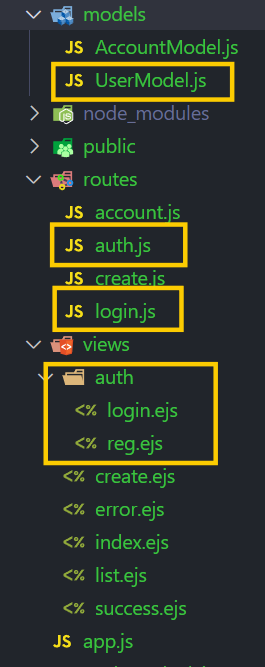 models
JS AccountModel.js
JS UserModel.js
node_modules
public
routes
JS account.js
JS auth.js
JS create.js
JS login.js
views
auth
<%> login.ejs
<%> reg.ejs
<%> create.ejs
<%> error.ejs
<%> index.ejs
<%> list.ejs
<%> success.ejs
JS app.js